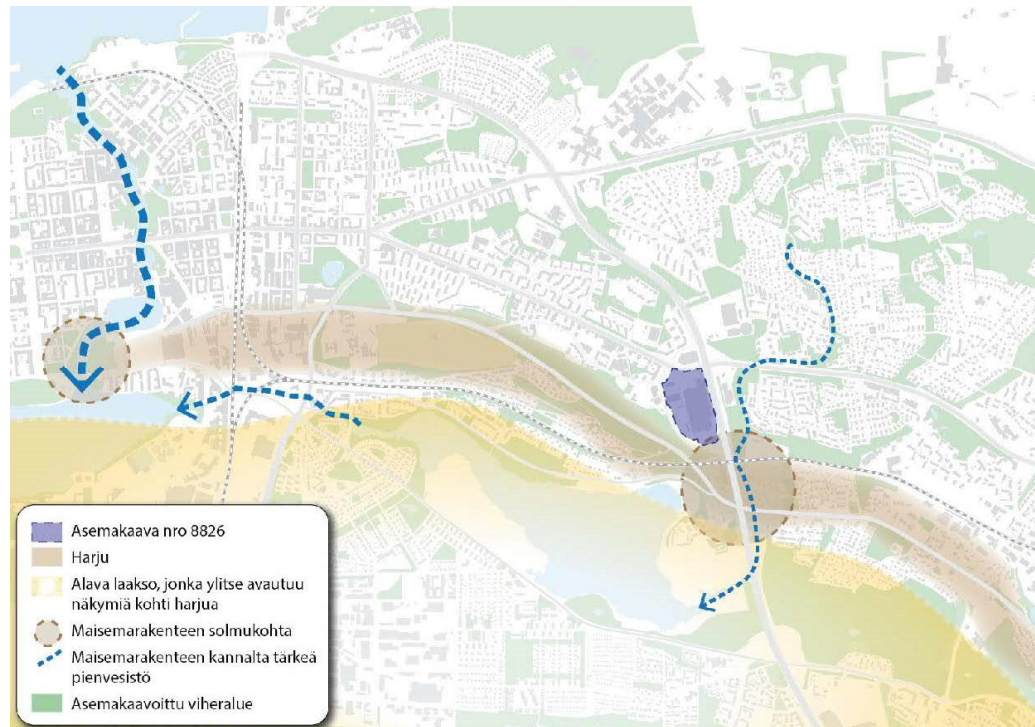 Asemakaava nro 8826
Harju
Alava laakso, jonka ylitse avautuu
näkymiä kohti harjua
Maisemarakenteen solmukohta
Maisemarakenteen kannalta tärkeä
pienvesistö
Asemakaavoittu viheralue